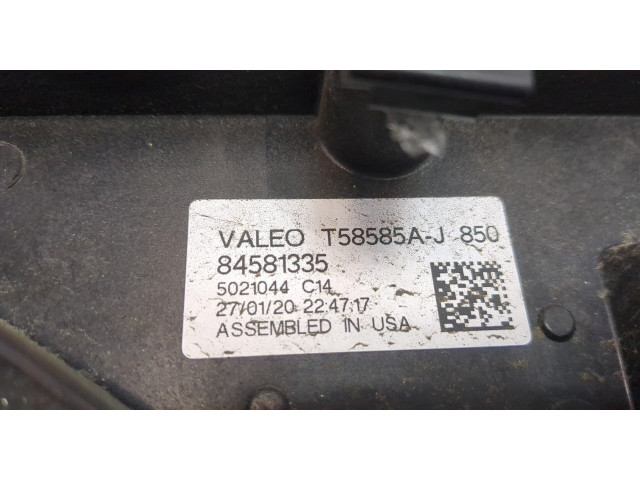 VALEO T58585A-J 850
84581335
5021044 C14
27/01/20 22:47:17
ASSEMBLED IN USA